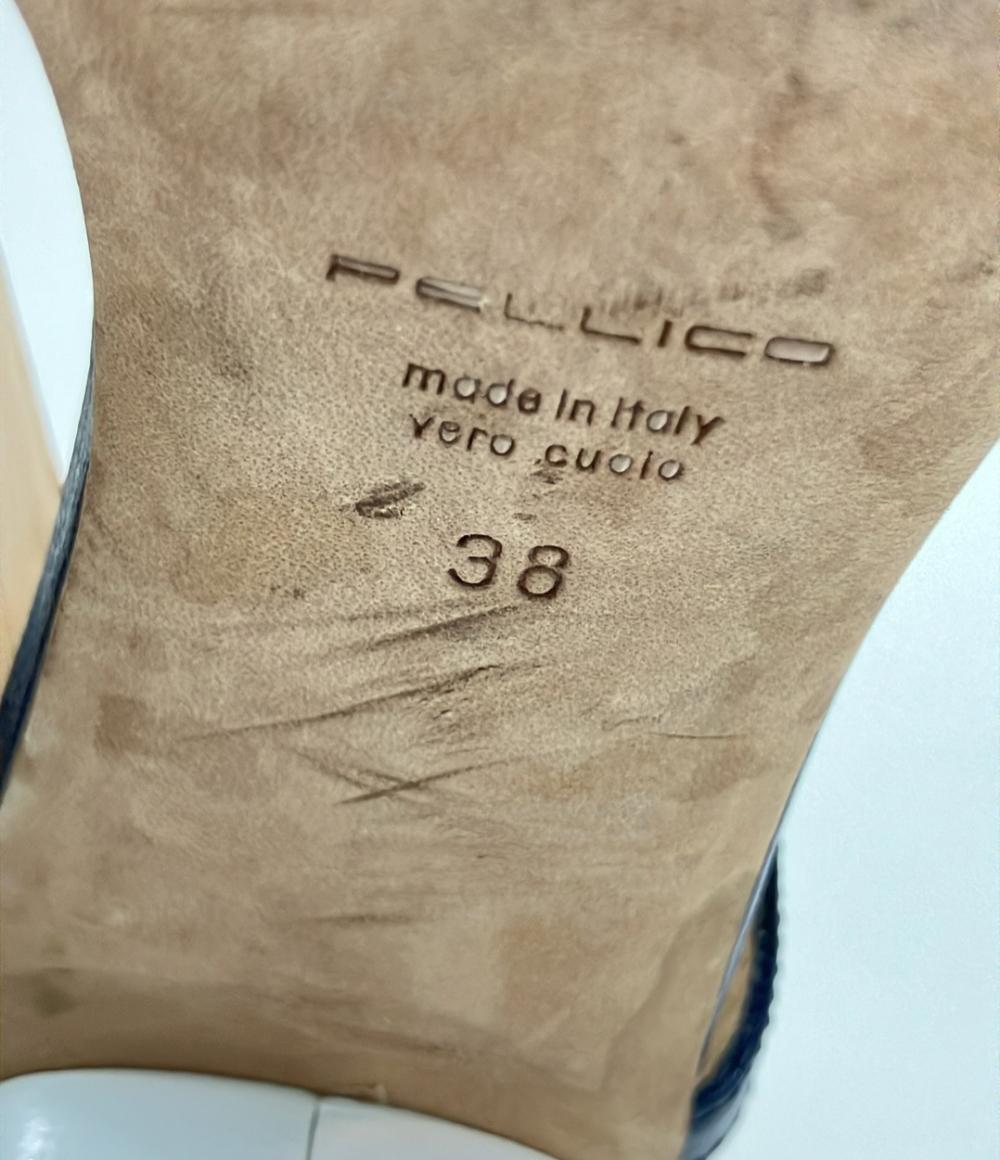 PELLICO
made in Italy
vero cuoio
38